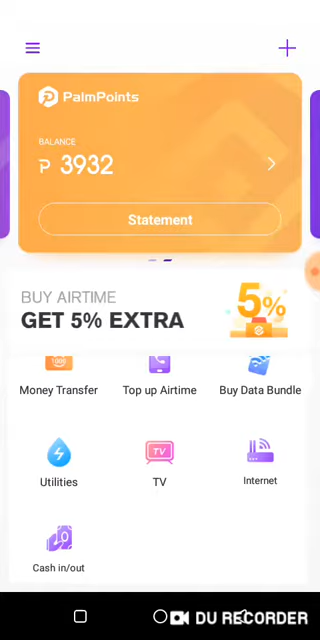 PalmPoints
BALANCE
P 3932
Statement
BUY AIRTIME
GET 5% EXTRA
5%
Money Transfer
Top up Airtime
Buy Data Bundle
TV
Utilities
TV
Internet
Cash in/out
DU RECORDER